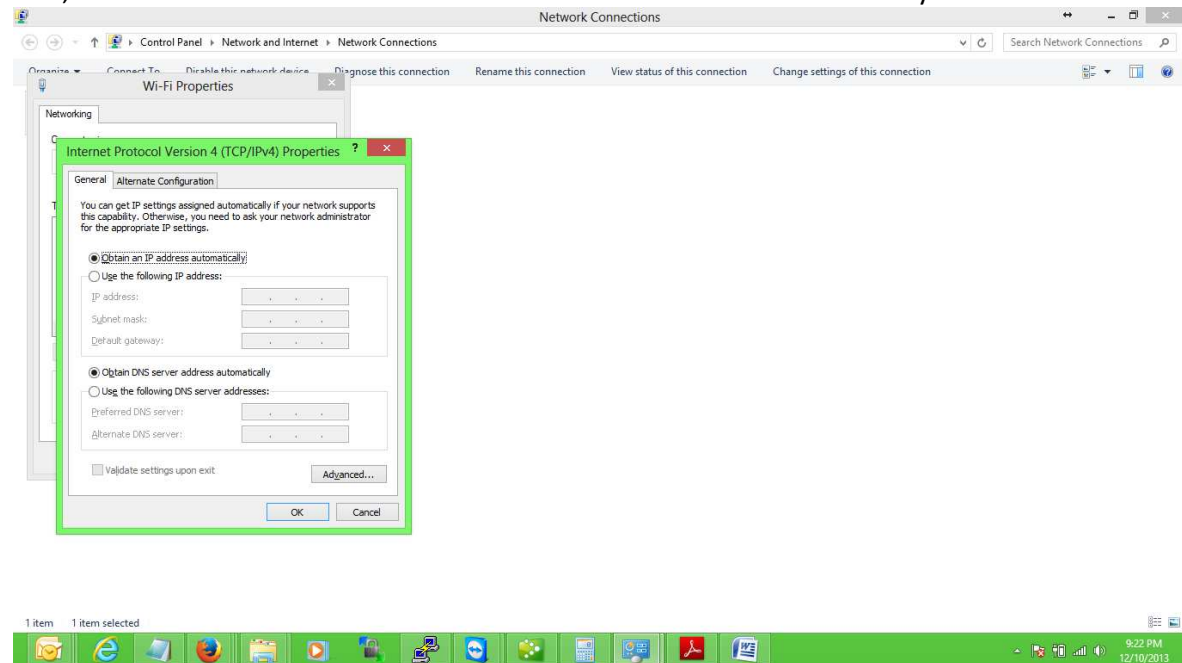 Network Connections
Control Panel Network and Internet Network Connections
Search Network Connections
Organize Connect To Disable this network device Diagnose this connection Rename this connection View status of this connection Change settings of this connection
Wi-Fi Properties
Networking
Internet Protocol Version 4 (TCP/IPv4) Properties ?
General Alternate Configuration
You can get IP settings assigned automatically if your network supports
this capability. Otherwise, you need to ask your network administrator
for the appropriate IP settings.
Obtain an IP address automatically
Use the following IP address:
IP address:
Subnet mask:
Default gateway:
Obtain DNS server address automatically
Use the following DNS server addresses:
Preferred DNS server:
Alternate DNS server:
Validate settings upon exit
Advanced...
OK Cancel
1 item 1 item selected
9:22 PM
12/10/2013